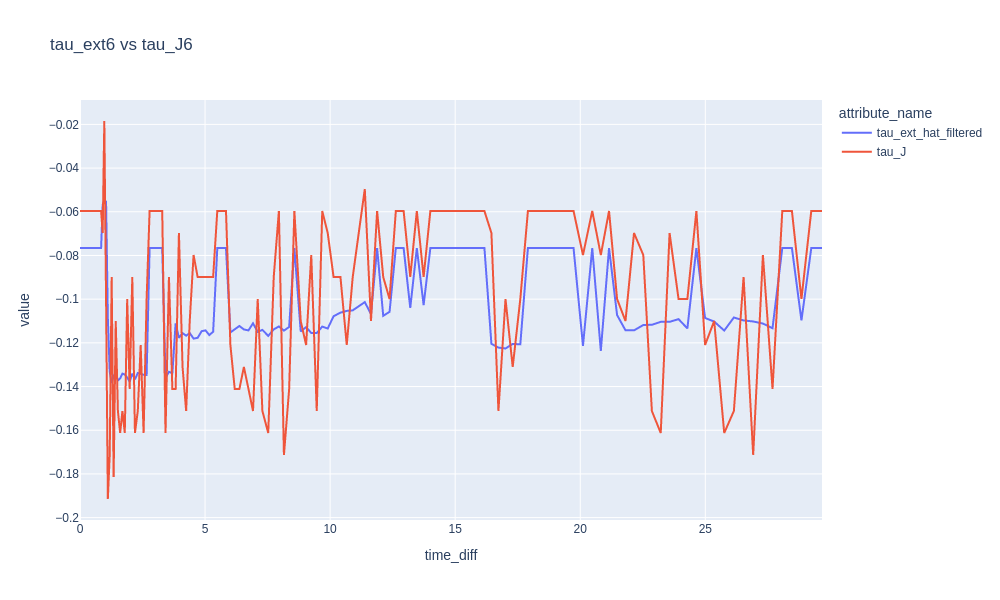 tau_ext6 vs tau_J6
attribute_name
tau_ext_hat_filtered
tau_J
value
−0.02
−0.04
−0.06
−0.08
−0.1
−0.12
−0.14
−0.16
−0.18
−0.2
0
5
10
15
20
25
time_diff